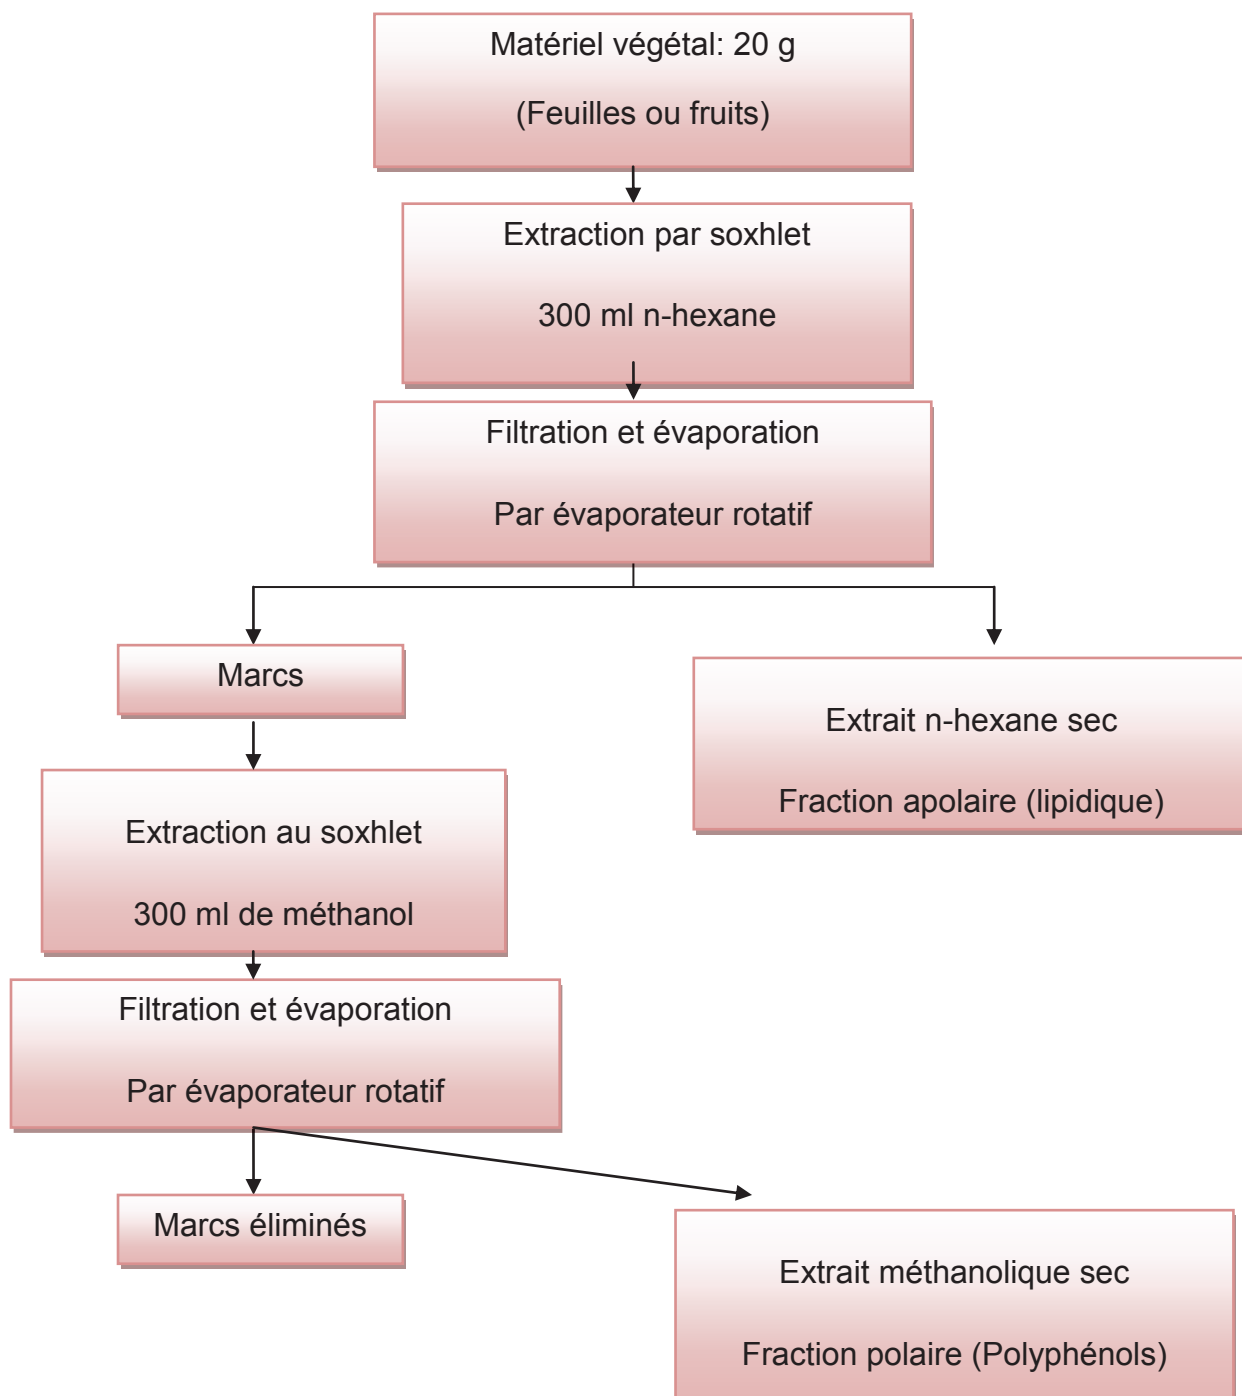 Matériel végétal: 20 g
(Feuilles ou fruits)
Extraction par soxhlet
300 ml n-hexane
Filtration et évaporation
Par évaporateur rotatif
Marcs
Extrait n-hexane sec
Fraction apolaire (lipidique)
Extraction au soxhlet
300 ml de méthanol
Filtration et évaporation
Par évaporateur rotatif
Marcs éliminés
Extrait méthanolique sec
Fraction polaire (Polyphénols)